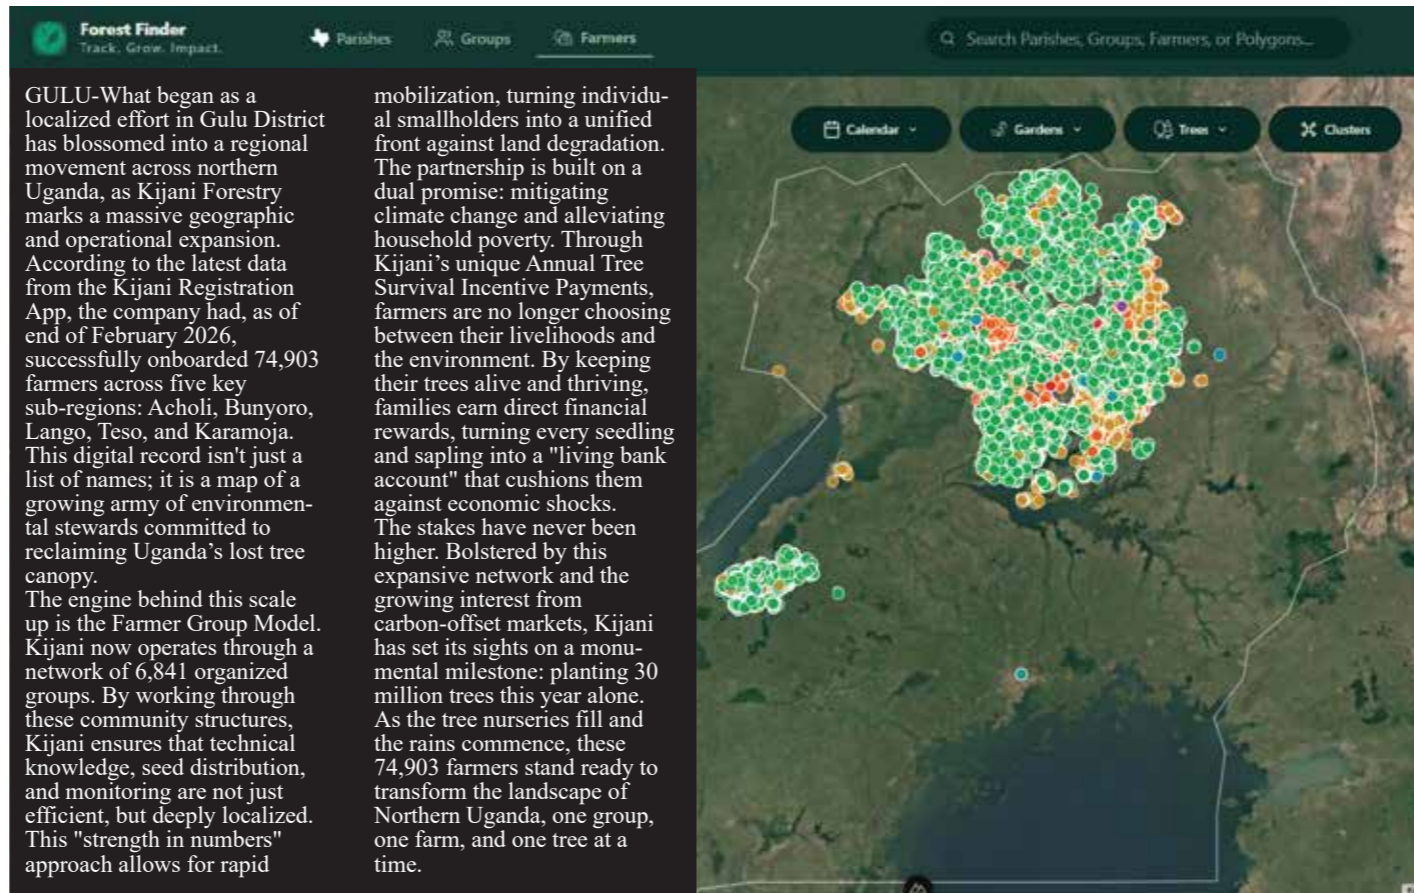 Forest Finder
Track. Grow. Impact.
Parishes
Groups
Farmers
Search Parishes, Groups, Farmers, or Polygons...
GULU-What began as a
localized effort in Gulu District
has blossomed into a regional
movement across northern
Uganda, as Kijani Forestry
marks a massive geographic
and operational expansion.
According to the latest data
from the Kijani Registration
App, the company had, as of
end of February 2026,
successfully onboarded 74,903
farmers across five key
sub-regions: Acholi, Bunyoro,
Lango, Teso, and Karamoja.
This digital record isn't just a
list of names; it is a map of a
growing army of environmen-
tal stewards committed to
reclaiming Uganda’s lost tree
canopy.
The engine behind this scale
up is the Farmer Group Model.
Kijani now operates through a
network of 6,841 organized
groups. By working through
these community structures,
Kijani ensures that technical
knowledge, seed distribution,
and monitoring are not just
efficient, but deeply localized.
This "strength in numbers"
approach allows for rapid
mobilization, turning individu-
al smallholders into a unified
front against land degradation.
The partnership is built on a
dual promise: mitigating
climate change and alleviating
household poverty. Through
Kijani’s unique Annual Tree
Survival Incentive Payments,
farmers are no longer choosing
between their livelihoods and
the environment. By keeping
their trees alive and thriving,
families earn direct financial
rewards, turning every seedling
and sapling into a "living bank
account" that cushions them
against economic shocks.
The stakes have never been
higher. Bolstered by this
expansive network and the
growing interest from
carbon-offset markets, Kijani
has set its sights on a monu-
mental milestone: planting 30
million trees this year alone.
As the tree nurseries fill and
the rains commence, these
74,903 farmers stand ready to
transform the landscape of
Northern Uganda, one group,
one farm, and one tree at a
time.
Calendar
Gardens
Trees
Clusters